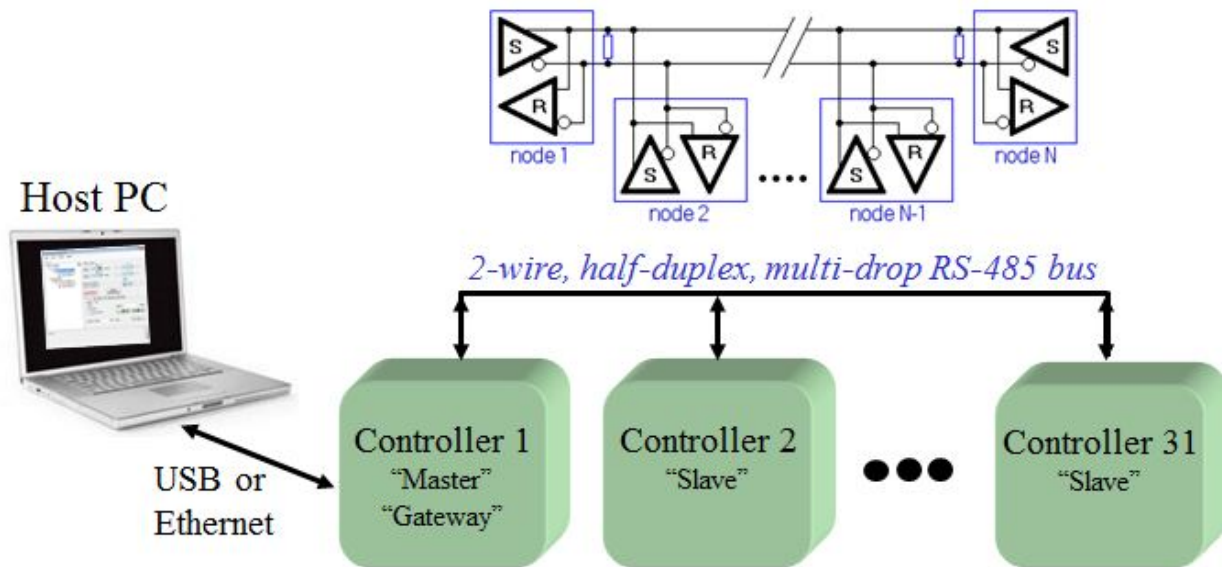 S
S
R
R
node 1
node N
S
R
S
R
node 2
node N-1
Host PC
2-wire, half-duplex, multi-drop RS-485 bus
Controller 1
“Master”
“Gateway”
Controller 2
“Slave”
Controller 31
“Slave”
USB or
Ethernet